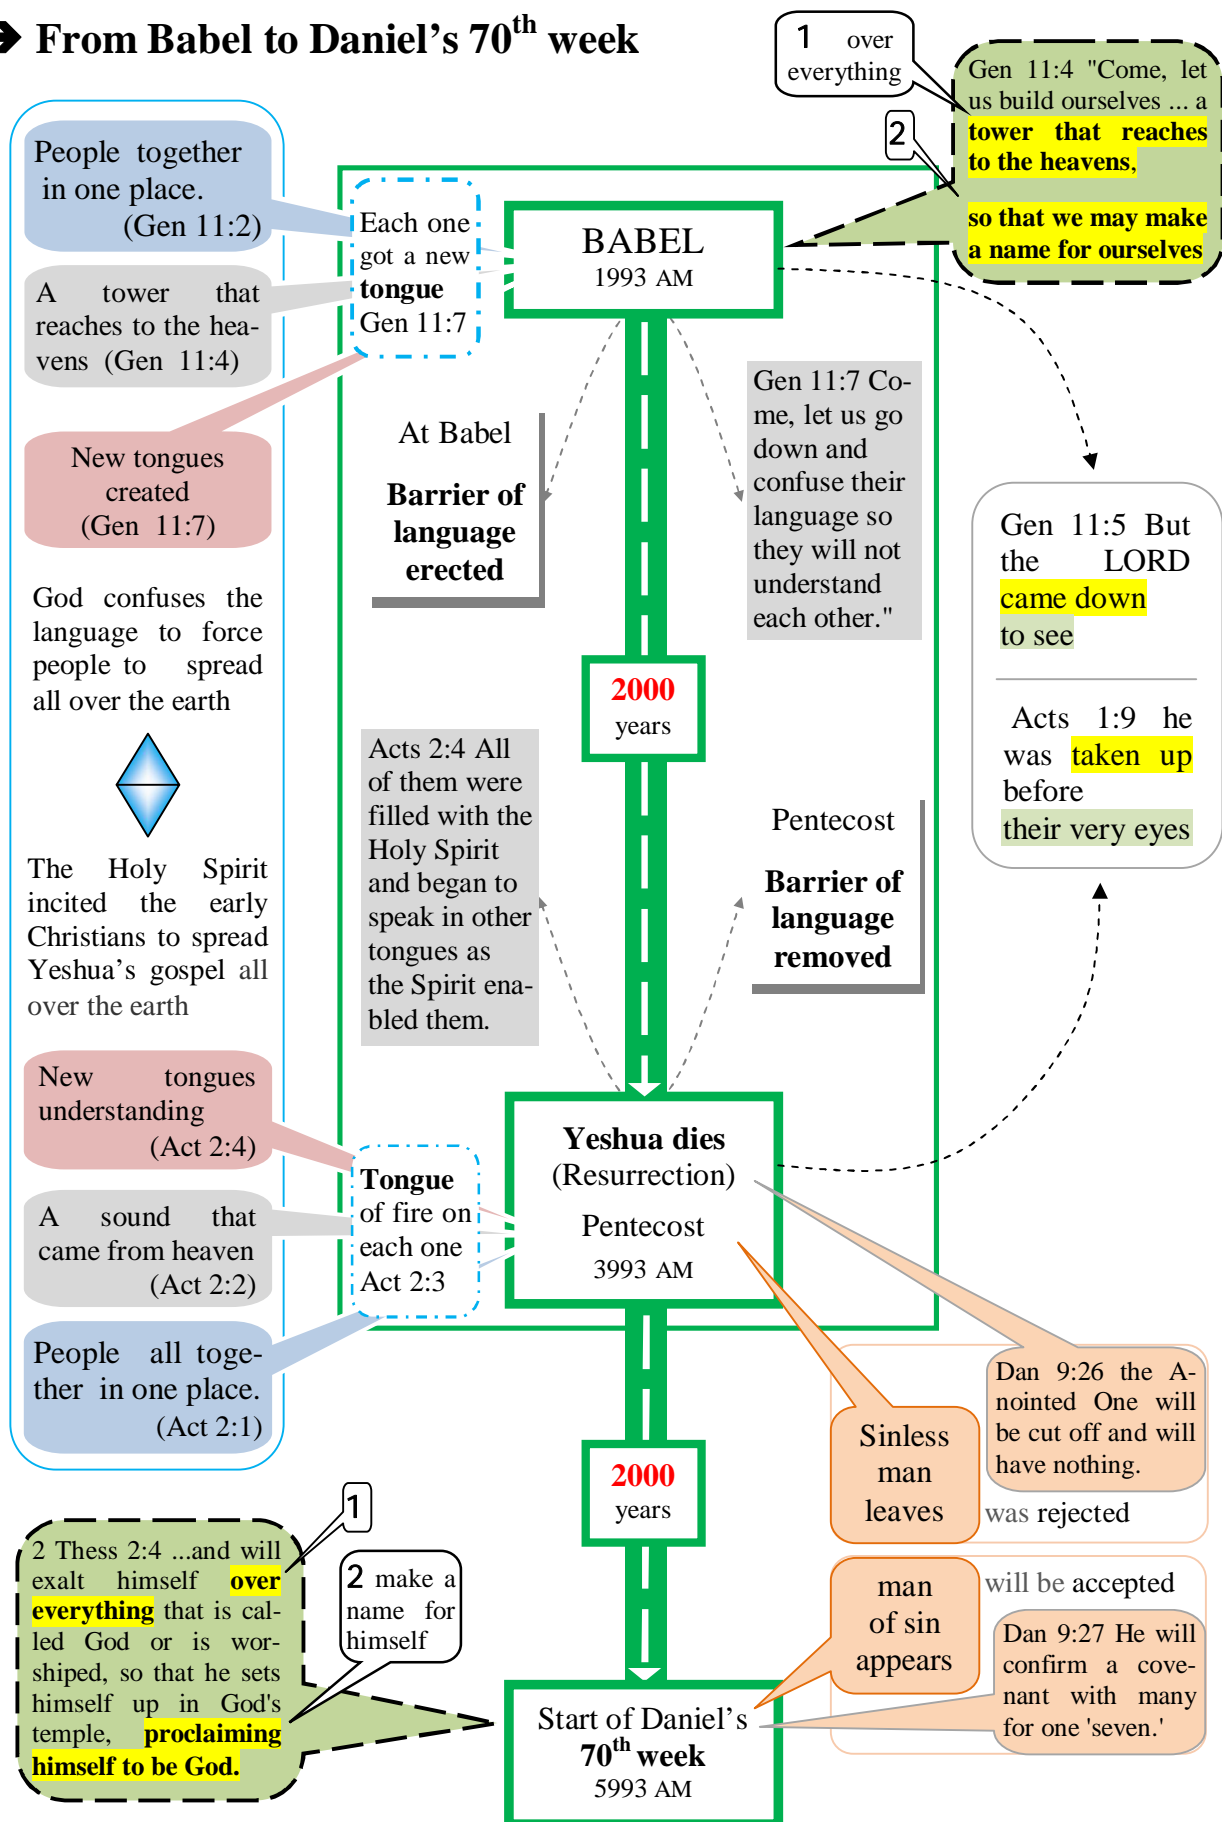 ➔ From Babel to Daniel's 70th week
1 over
everything
Gen 11:4 "Come, let
us build ourselves ... a
tower that reaches
to the heavens,
so that we may make
a name for ourselves
2
People together
in one place.
(Gen 11:2)
A tower that
reaches to the hea-
vens (Gen 11:4)
New tongues
created
(Gen 11:7)
God confuses the
language to force
people to spread
all over the earth
The Holy Spirit
incited the early
Christians to spread
Yeshua's gospel all
over the earth
New tongues
understanding
(Act 2:4)
A sound that
came from heaven
(Act 2:2)
People all toge-
ther in one place.
(Act 2:1)
Each one
got a new
tongue
Gen 11:7
BABEL
1993 AM
At Babel
Barrier of
language
erected
Gen 11:7 Co-
me, let us go
down and
confuse their
language so
they will not
understand
each other."
2000
years
Gen 11:5 But
the LORD
came down
to see
Acts 1:9 he
was taken up
before
their very eyes
Acts 2:4 All
of them were
filled with the
Holy Spirit
and began to
speak in other
tongues as
the Spirit ena-
bled them.
Pentecost
Barrier of
language
removed
Tongue
of fire on
each one
Act 2:3
Yeshua dies
(Resurrection)
Pentecost
3993 AM
2000
years
Dan 9:26 the A-
nointed One will
be cut off and will
have nothing.
Sinless
man
leaves
was rejected
man
of sin
appears
will be accepted
Dan 9:27 He will
confirm a cove-
nant with many
for one 'seven.'
1
2 make a
name for
himself
2 Thess 2:4 ...and will
exalt himself over
everything that is cal-
led God or is wor-
shiped, so that he sets
himself up in God's
temple, proclaiming
himself to be God.
Start of Daniel's
70th week
5993 AM